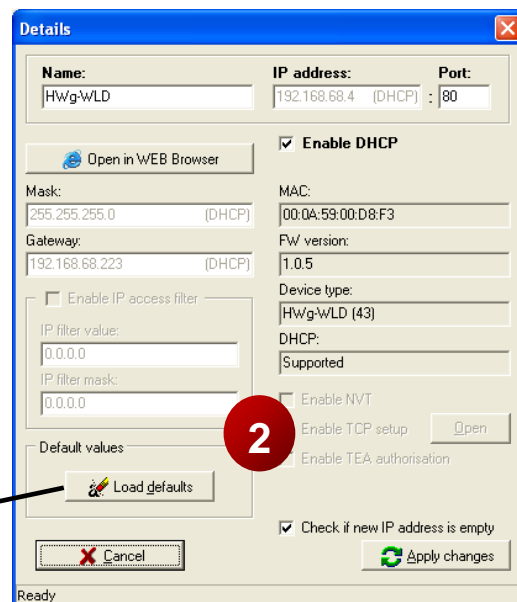 Details
Name:
HWg-WLD
IP address:
192.168.68.4 (DHCP)
Port:
: 80
Open in WEB Browser
Enable DHCP
Mask:
255.255.255.0 (DHCP)
Gateway:
192.168.68.223 (DHCP)
MAC:
00:0A:59:00:D8:F3
FW version:
1.0.5
Device type:
HWg-WLD (43)
DHCP:
Supported
Enable IP access filter
IP filter value:
0.0.0.0
IP filter mask:
0.0.0.0
Enable NVT
Enable TCP setup
Open
Enable TEA authorisation
2
Default values
Load defaults
Check if new IP address is empty
Cancel
Apply changes
Ready